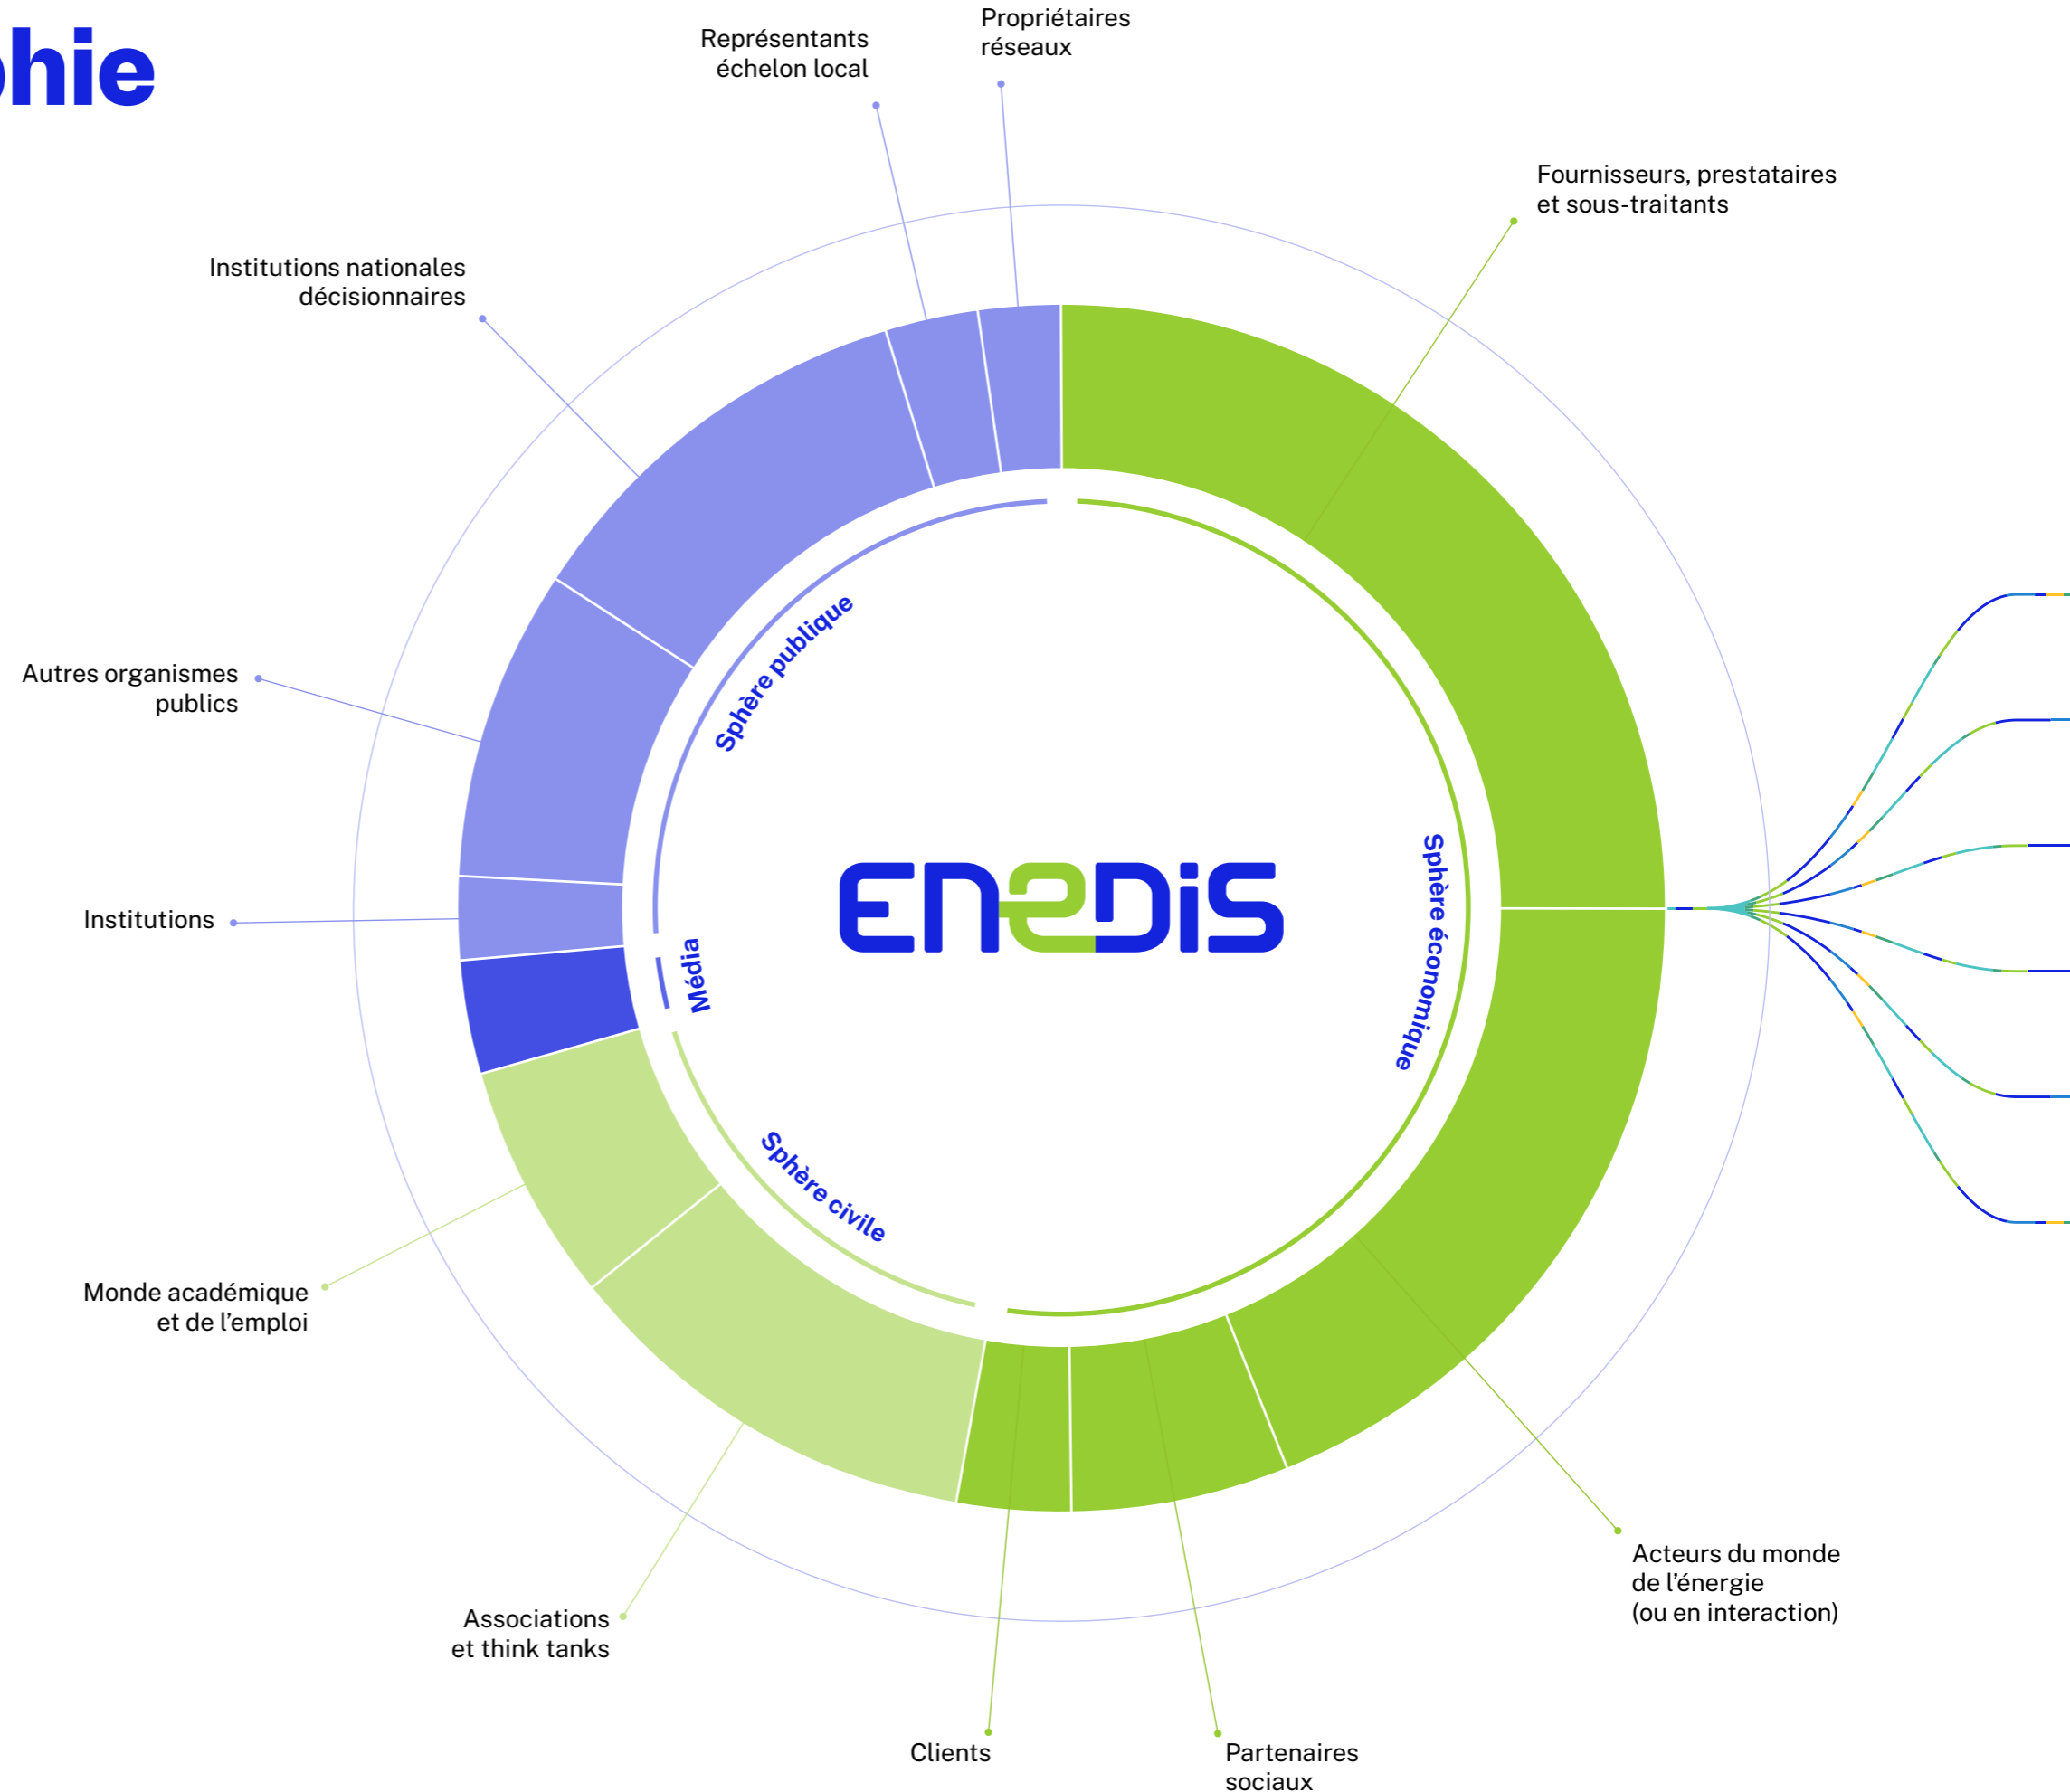 phie
Propriétaires
réseaux
Représentants
échelon local
Fournisseurs, prestataires
et sous-traitants
Institutions nationales
décisionnaires
Autres organismes
publics
Institutions
Sphère publique
Média
Sphère civile
Sphère économique
ENEDIS
Monde académique
et de l’emploi
Associations
et think tanks
Clients
Partenaires
sociaux
Acteurs du monde
de l’énergie
(ou en interaction)